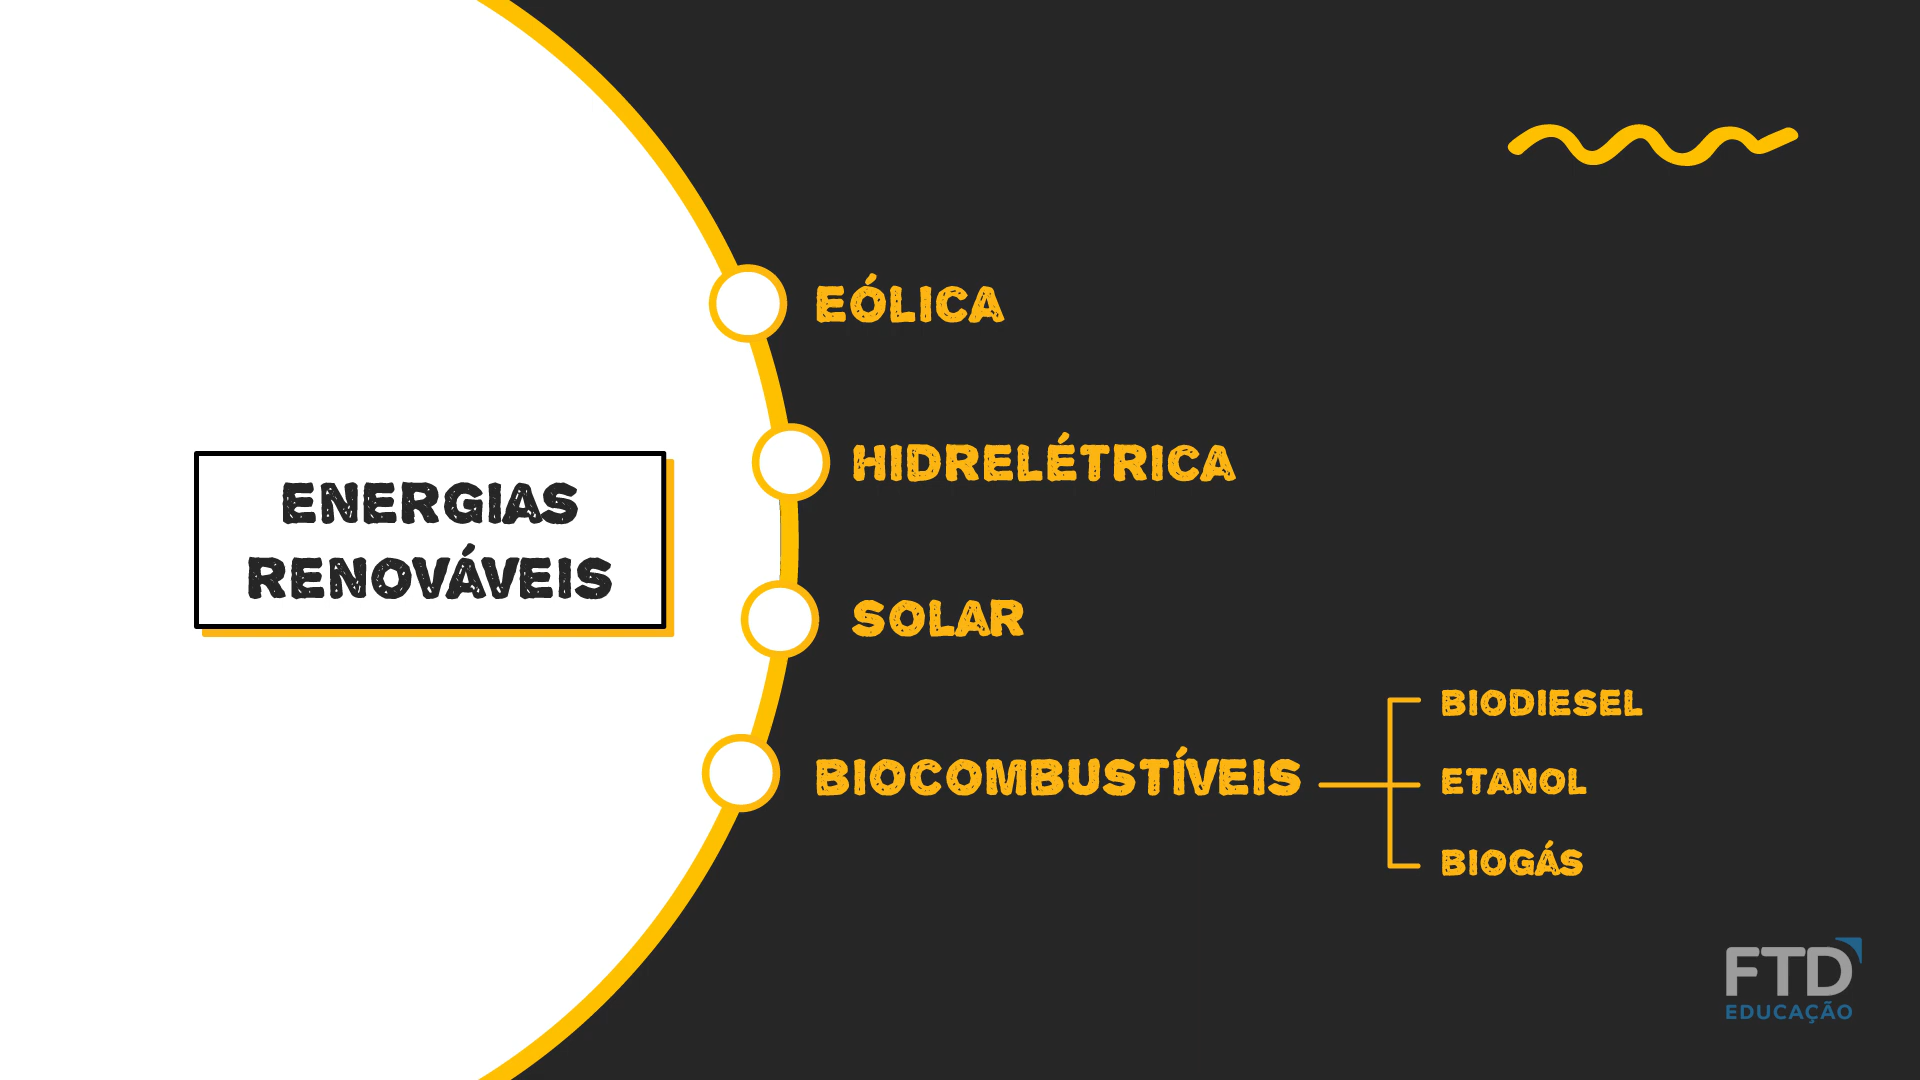 ENERGIAS
RENOVÁVEIS
EÓLICA
HIDRELÉTRICA
SOLAR
BIOCOMBUSTÍVEIS
BIODIESEL
ETANOL
BIOGÁS
FTD
EDUCAÇÃO